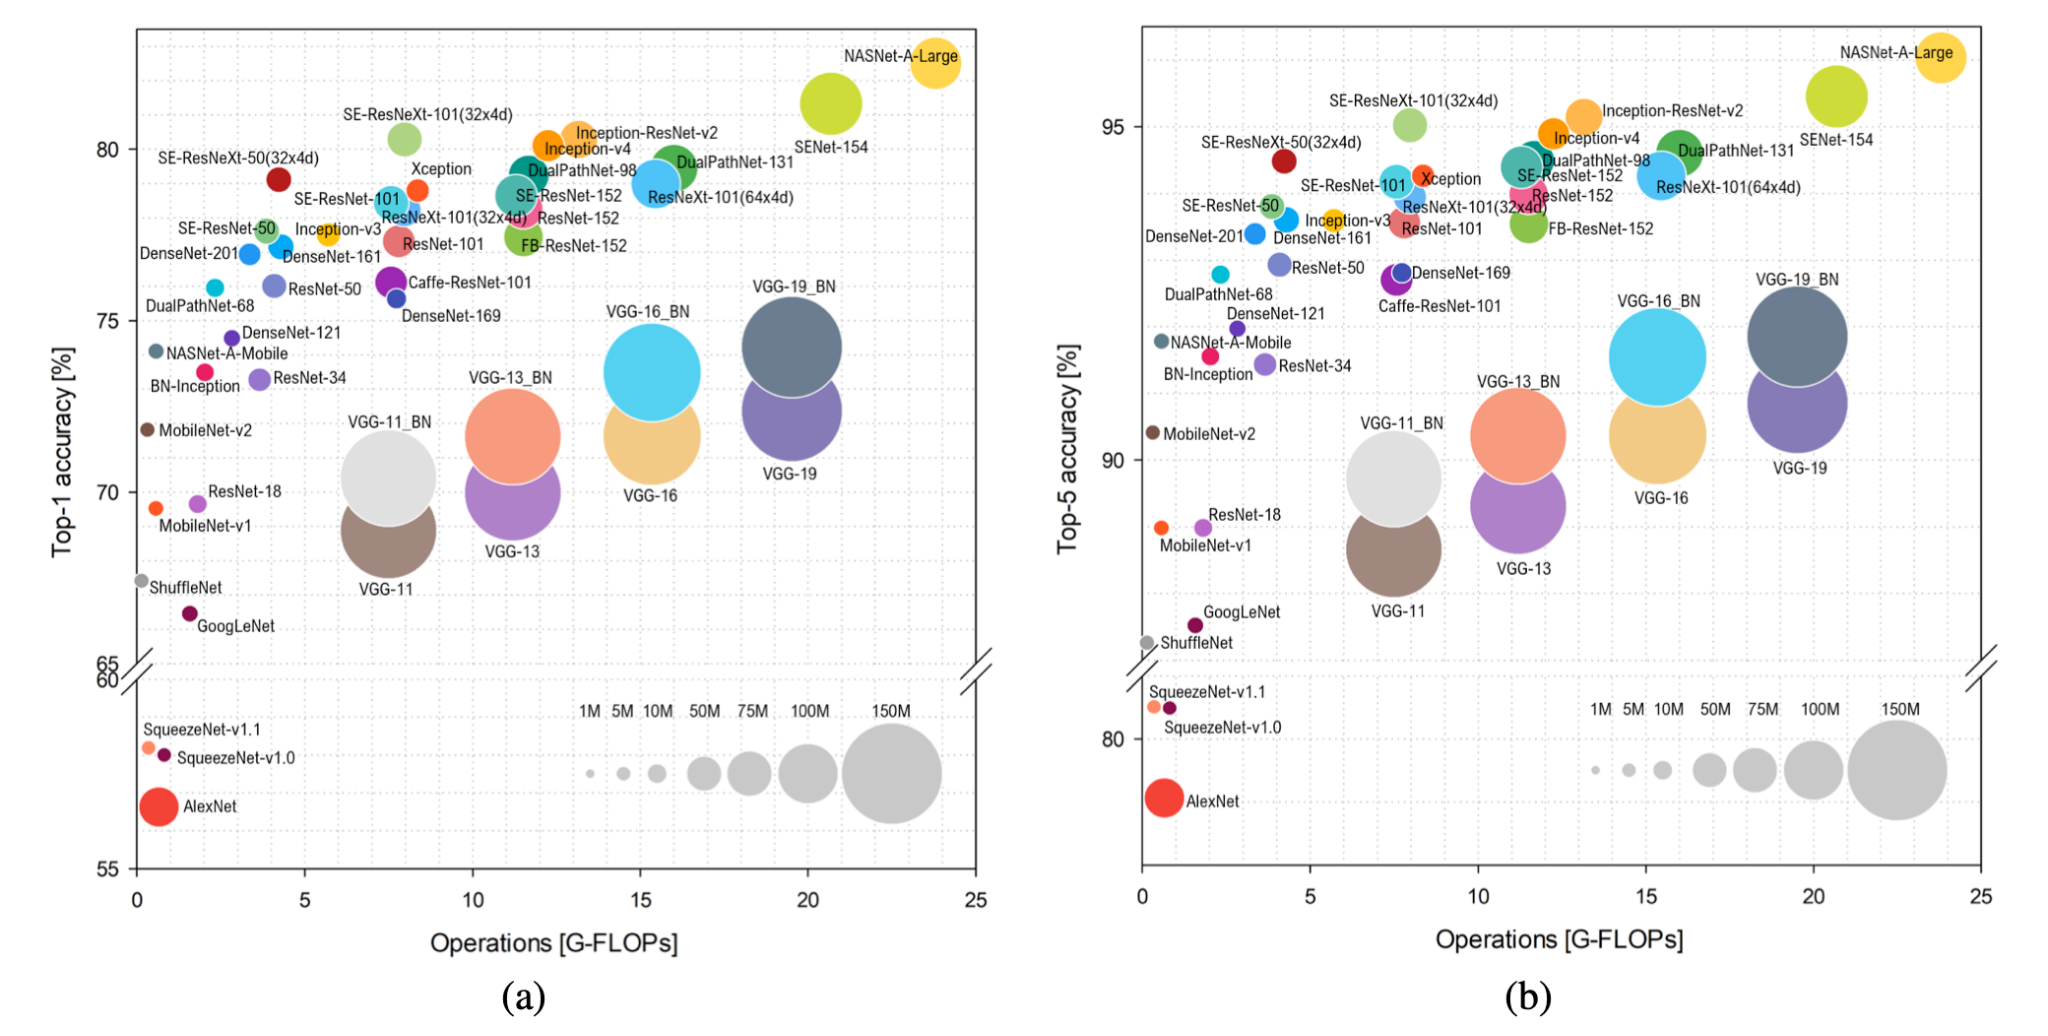 NASNet-A-Large
SE-ResNeXt-101(32x4d)
Inception-ResNet-v2
80
Inception-v4
SENet-154
SE-ResNeXt-50(32x4d)
Xception
DualPathNet-98
DualPathNet-131
SE-ResNet-101
SE-ResNet-152
ResNeXt-101(64x4d)
ResNeXt-101(32x4d)
ResNet-152
SE-ResNet-50
Inception-v3
ResNet-101
FB-ResNet-152
DenseNet-201
DenseNet-161
ResNet-50
Caffe-ResNet-101
DualPathNet-68
DenseNet-169
VGG-19_BN
VGG-16_BN
75
DenseNet-121
NASNet-A-Mobile
BN-Inception
ResNet-34
VGG-13_BN
VGG-11_BN
MobileNet-v2
Top-1 accuracy [%]
VGG-19
VGG-16
70
ResNet-18
MobileNet-v1
VGG-13
VGG-11
ShuffleNet
GoogLeNet
65
60
1M 5M 10M 50M 75M 100M 150M
SqueezeNet-v1.1
SqueezeNet-v1.0
AlexNet
55
0 5 10 15 20 25
Operations [G-FLOPs]
(a)
NASNet-A-Large
SE-ResNeXt-101(32x4d)
Inception-ResNet-v2
95
Inception-v4
SENet-154
SE-ResNeXt-50(32x4d)
DualPathNet-98
DualPathNet-131
SE-ResNet-101
Xception
SE-ResNet-152
ResNeXt-101(64x4d)
ResNet-152
SE-ResNet-50
ResNeXt-101(32x4d)
Inception-v3
ResNet-101
FB-ResNet-152
DenseNet-201
DenseNet-161
ResNet-50
DenseNet-169
DualPathNet-68
Caffe-ResNet-101
VGG-19_BN
VGG-16_BN
DenseNet-121
NASNet-A-Mobile
BN-Inception
ResNet-34
VGG-13_BN
VGG-11_BN
MobileNet-v2
Top-5 accuracy [%]
90
VGG-19
VGG-16
ResNet-18
MobileNet-v1
VGG-13
VGG-11
GoogLeNet
ShuffleNet
SqueezeNet-v1.1
SqueezeNet-v1.0
1M 5M 10M 50M 75M 100M 150M
80
AlexNet
0 5 10 15 20 25
Operations [G-FLOPs]
(b)